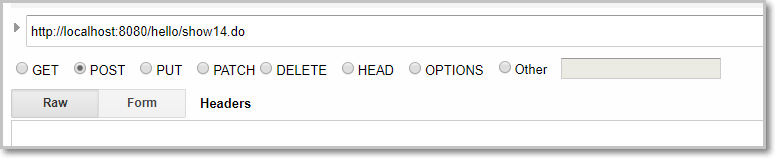 http://localhost:8080/hello/show14.do
GET POST PUT PATCH DELETE HEAD OPTIONS Other
Raw Form Headers